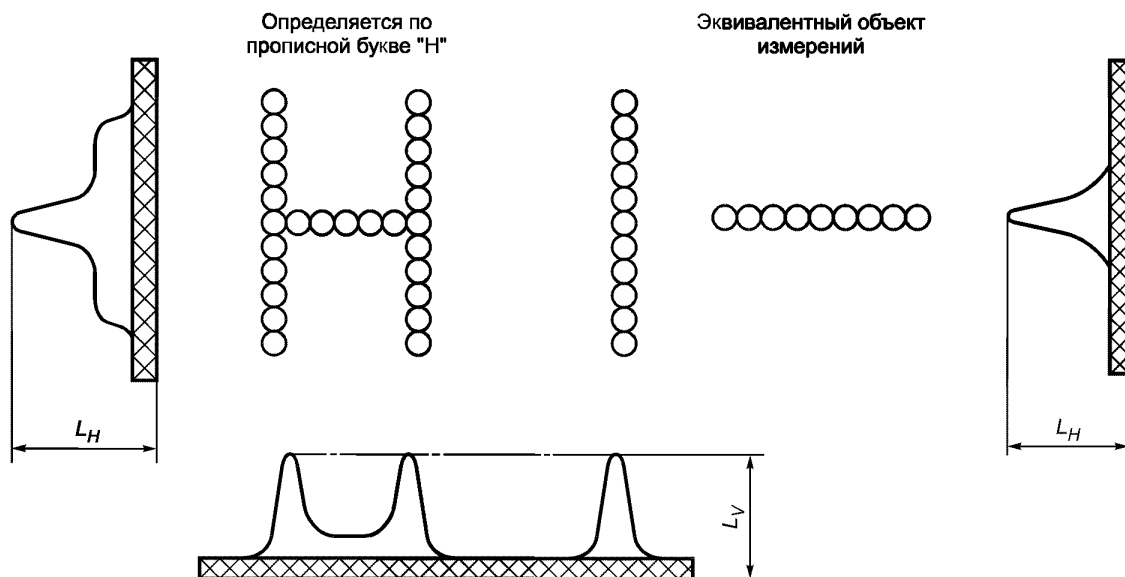 Определяется по
прописной букве "Н"
Эквивалентный объект
измерений
L_H
L_H
L_V